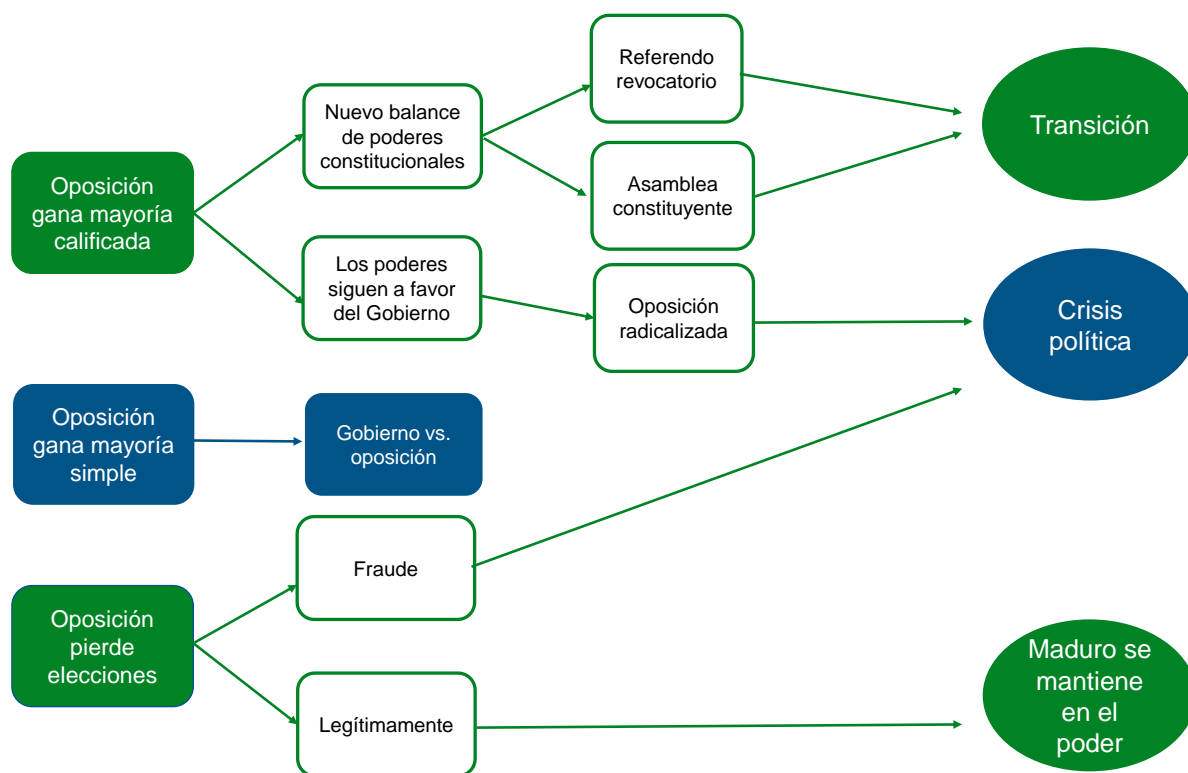 Oposición
gana mayoría
calificada
Nuevo balance
de poderes
constitucionales
Referendo
revocatorio
Asamblea
constituyente
Transición
Los poderes
siguen a favor
del Gobierno
Oposición
radicalizada
Crisis
política
Oposición
gana mayoría
simple
Gobierno vs.
oposición
Oposición
pierde
elecciones
Fraude
Legítimamente
Maduro se
mantiene
en el
poder